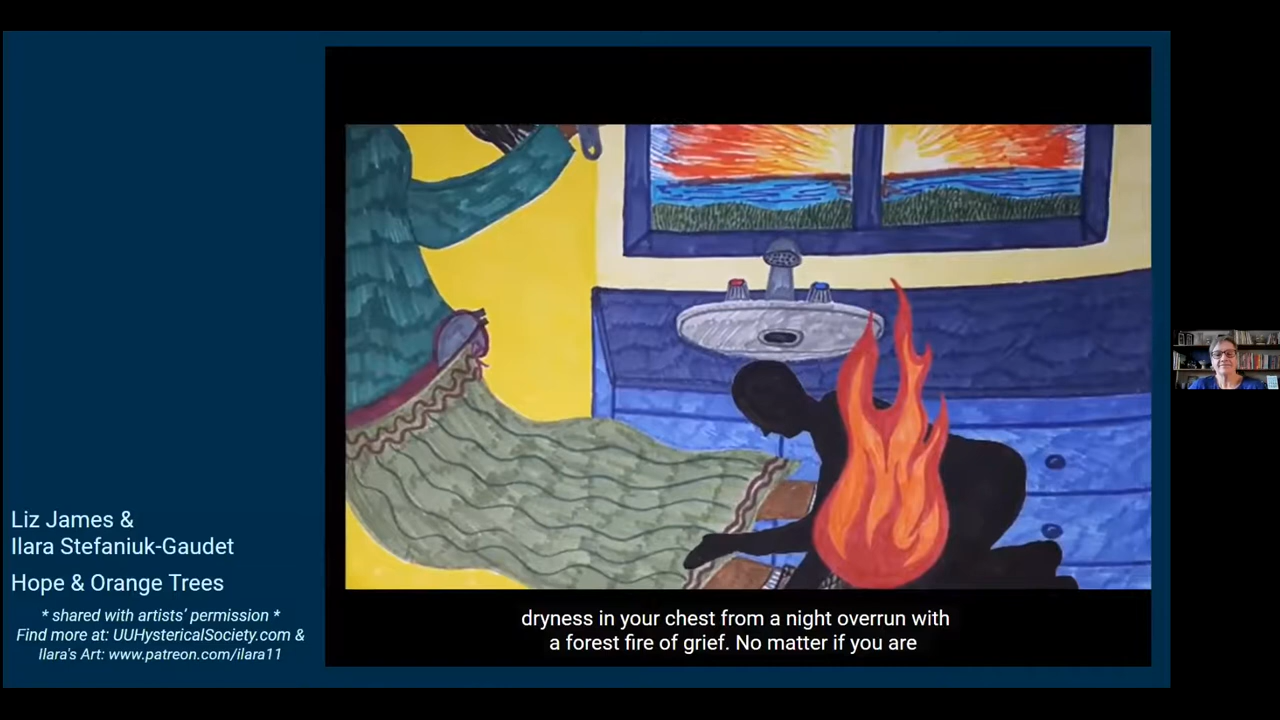 Liz James &
Ilara Stefaniuk-Gaudet
Hope & Orange Trees
* shared with artists’ permission *
Find more at: UUHystericalSociety.com &
Ilara's Art: www.patreon.com/ilara11
dryness in your chest from a night overrun with
a forest fire of grief. No matter if you are